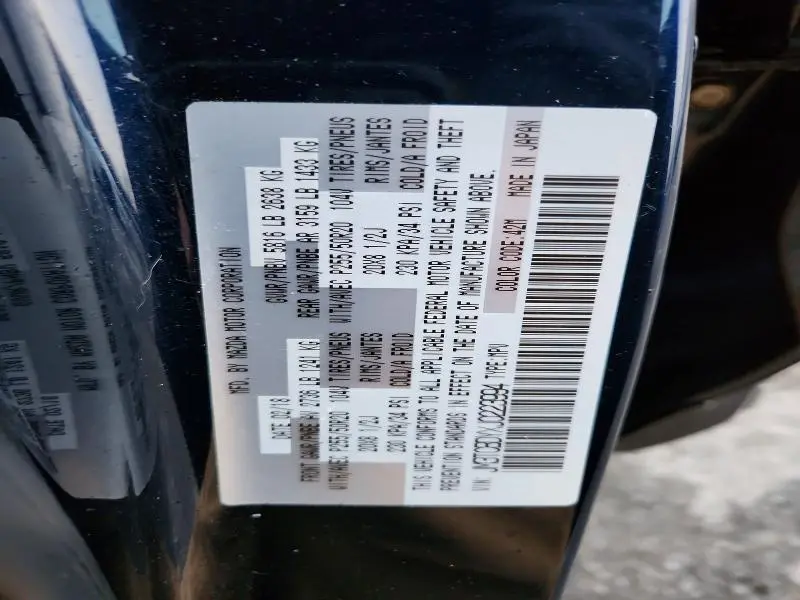 MFD. BY MAZDA MOTOR CORPORATION
DATE 02/18 GVWR/PNBV 5816 LB 2638 KG
FRONT GAWR/PNBE AV 2736 LB 1241 KG REAR GAWR/PNBE AR 3159 LB 1433 KG
WITH/AVEC P255/50R20 104V TIRES/PNEUS WITH/AVEC P255/50R20 104V TIRES/PNEUS
20X8 1/2J RIMS/JANTES 20X8 1/2J RIMS/JANTES
230 KPA/34 PSI COLD/A FROID 230 KPA/34 PSI COLD/A FROID
THIS VEHICLE CONFORMS TO ALL APPLICABLE FEDERAL MOTOR VEHICLE SAFETY AND THEFT
PREVENTION STANDARDS IN EFFECT ON THE DATE OF MANUFACTURE SHOWN ABOVE.
VIN: TYPE:MPV COLOR CODE:42M MADE IN JAPAN